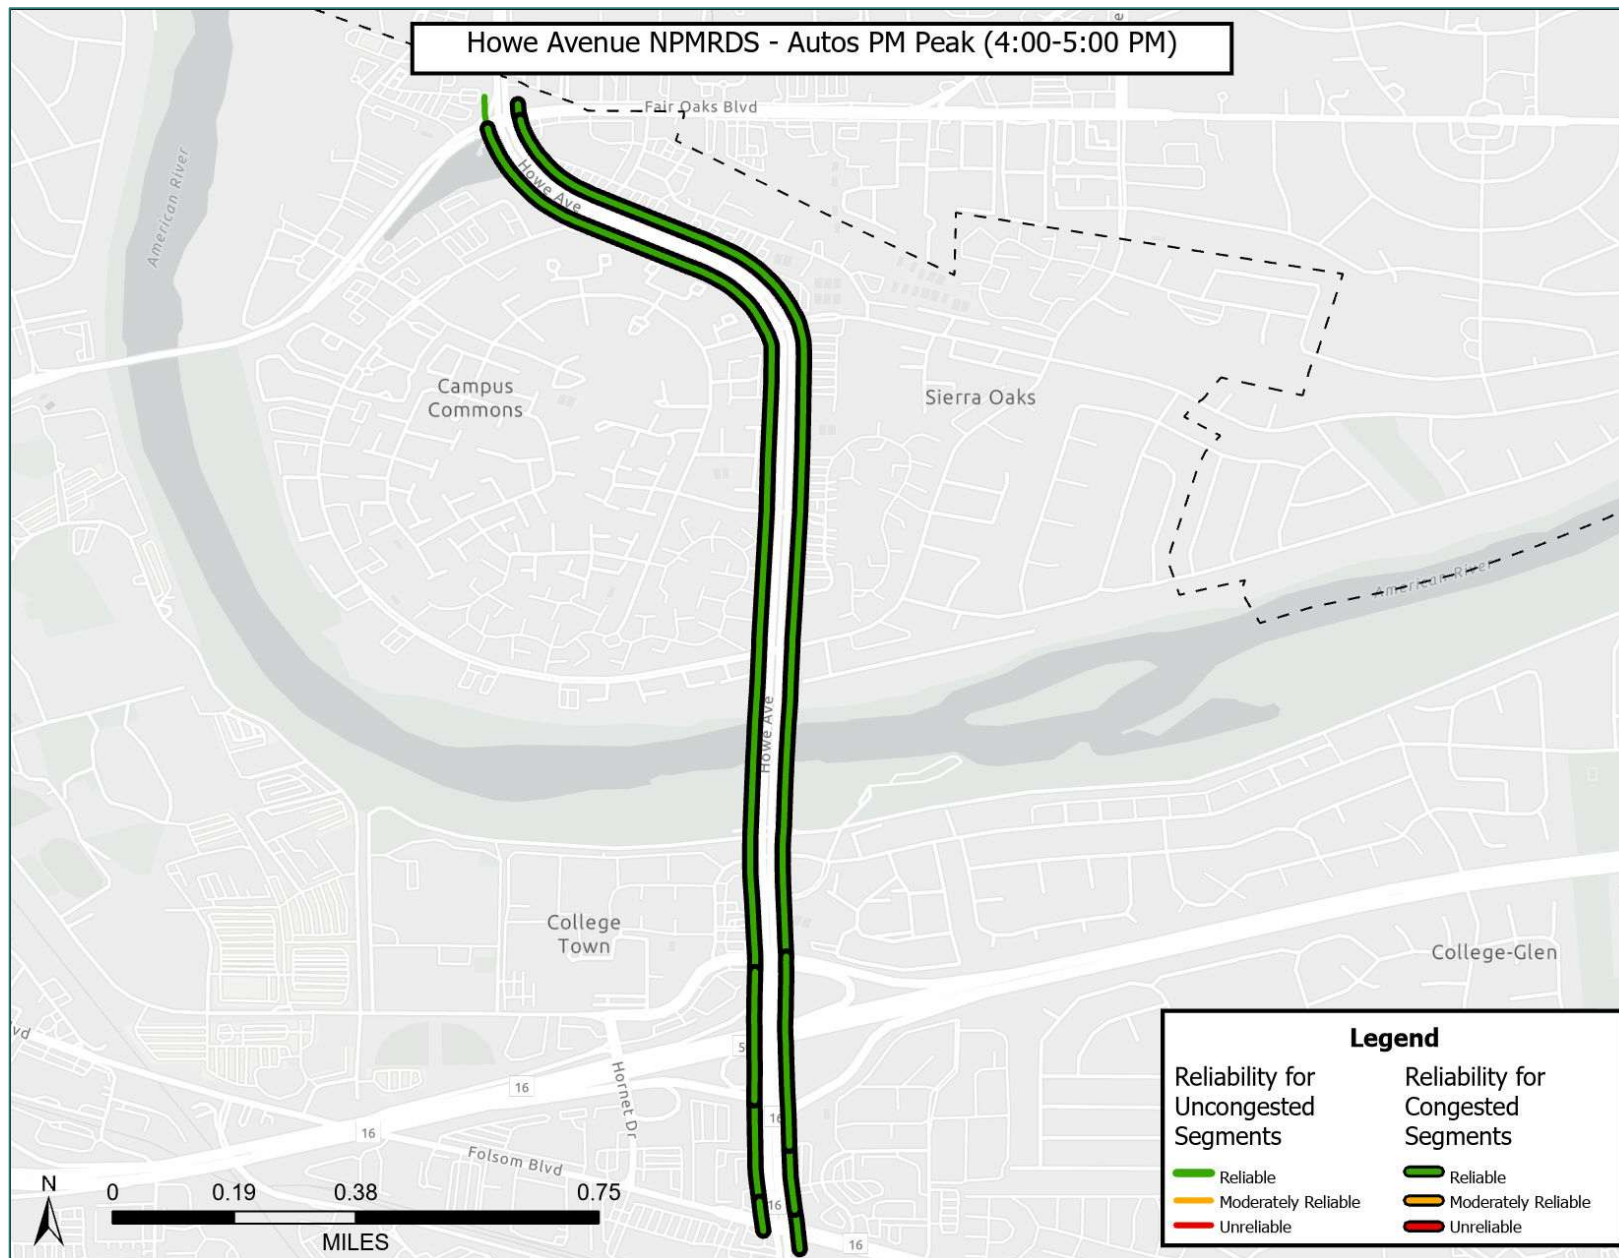 Howe Avenue NPMRDS - Autos PM Peak (4:00-5:00 PM)
Fair Oaks Blvd
American River
Howe Ave
Campus
Commons
Sierra Oaks
American River
Howe Ave
College
Town
College-Glen
Hornet Dr
16
16
16
16
16
Folsom Blvd
N
0 0.19 0.38 0.75
MILES
Legend
Reliability for
Uncongested
Segments
Reliable
Moderately Reliable
Unreliable
Reliability for
Congested
Segments
Reliable
Moderately Reliable
Unreliable